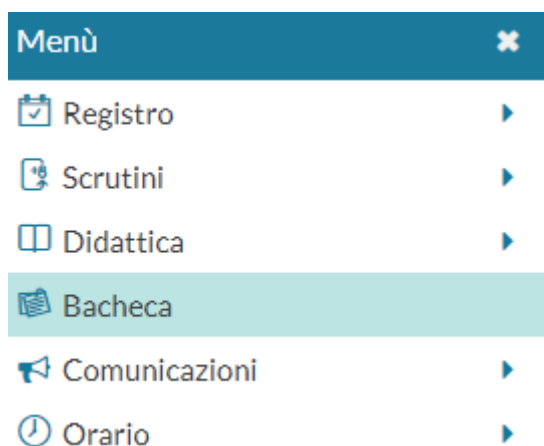 Menù
Registro
Scrutini
Didattica
Bacheca
Comunicazioni
Orario